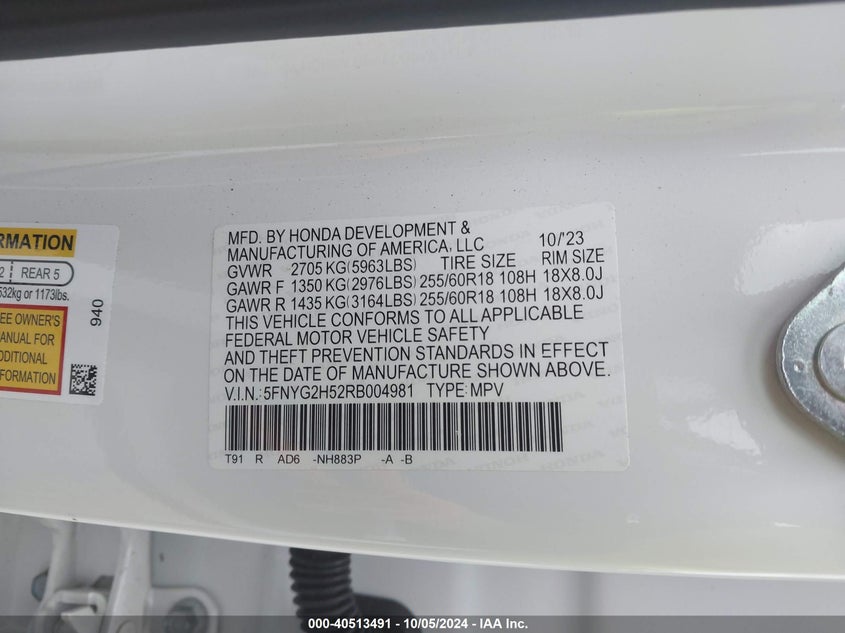 RMATION
2 | REAR 5
532kg or 1173lbs.
EE OWNER'S
ANUAL FOR
DDITIONAL
FORMATION
940
MFD. BY HONDA DEVELOPMENT &
MANUFACTURING OF AMERICA, LLC 10/'23
GVWR 2705 KG(5963LBS) TIRE SIZE RIM SIZE
GAWR F 1350 KG(2976LBS) 255/60R18 108H 18X8.0J
GAWR R 1435 KG(3164LBS) 255/60R18 108H 18X8.0J
THIS VEHICLE CONFORMS TO ALL APPLICABLE
FEDERAL MOTOR VEHICLE SAFETY
AND THEFT PREVENTION STANDARDS IN EFFECT
ON THE DATE OF MANUFACTURE SHOWN ABOVE.
V.I.N.:5FNYG2H52RB004981 TYPE:MPV
T91 R AD6 -NH883P -A -B
000-40513491 - 10/05/2024 - IAA Inc.